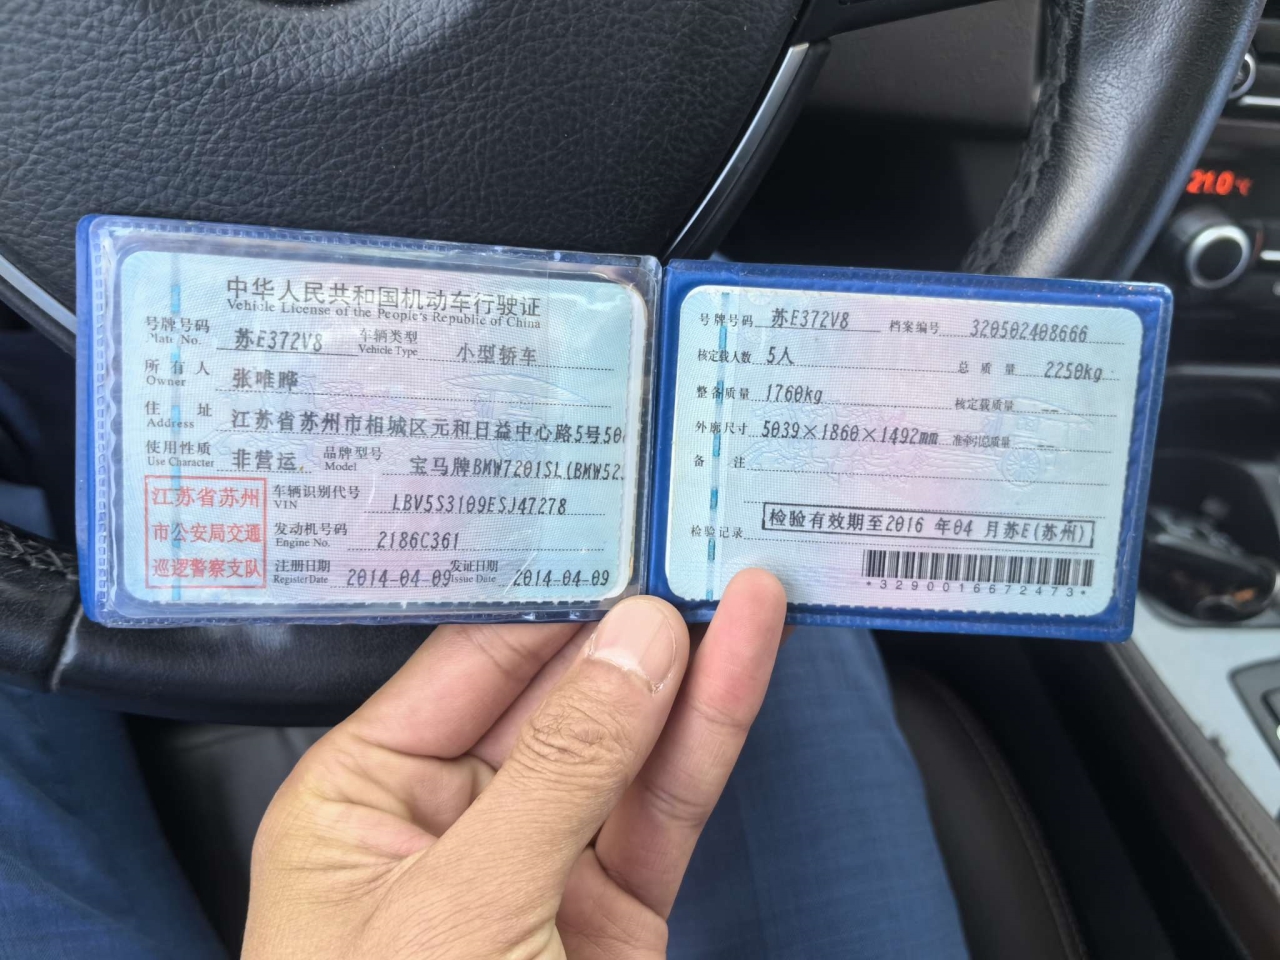 中华人民共和国机动车行驶证
Vehicle License of the People's Republic of China
号牌号码 苏E372V8 车辆类型 小型轿车
Plate No. Vehicle Type
所有人 张唯晔
Owner
住址 江苏省苏州市相城区元和日益中心路5号50
Address
使用性质 非营运 品牌型号 宝马牌BMW7201SL(BMW52
Use Character Model
江苏省苏州
市公安局交通
巡逻警察支队
车辆识别代号 LBV5S3109ESJ47278
VIN
发动机号码 2186C361
Engine No.
注册日期 2014-04-09 发证日期 2014-04-09
Register Date Issue Date
号牌号码 苏E372V8 档案编号 320502408666
核定载人数 5人 总质量 2250kg
整备质量 1760kg 核定载质量 --
外廓尺寸 5039×1860×1492mm 准牵引总质量 --
备注
检验记录 检验有效期至2016 年04 月苏E(苏州)
*3290016672473*
21.0℃